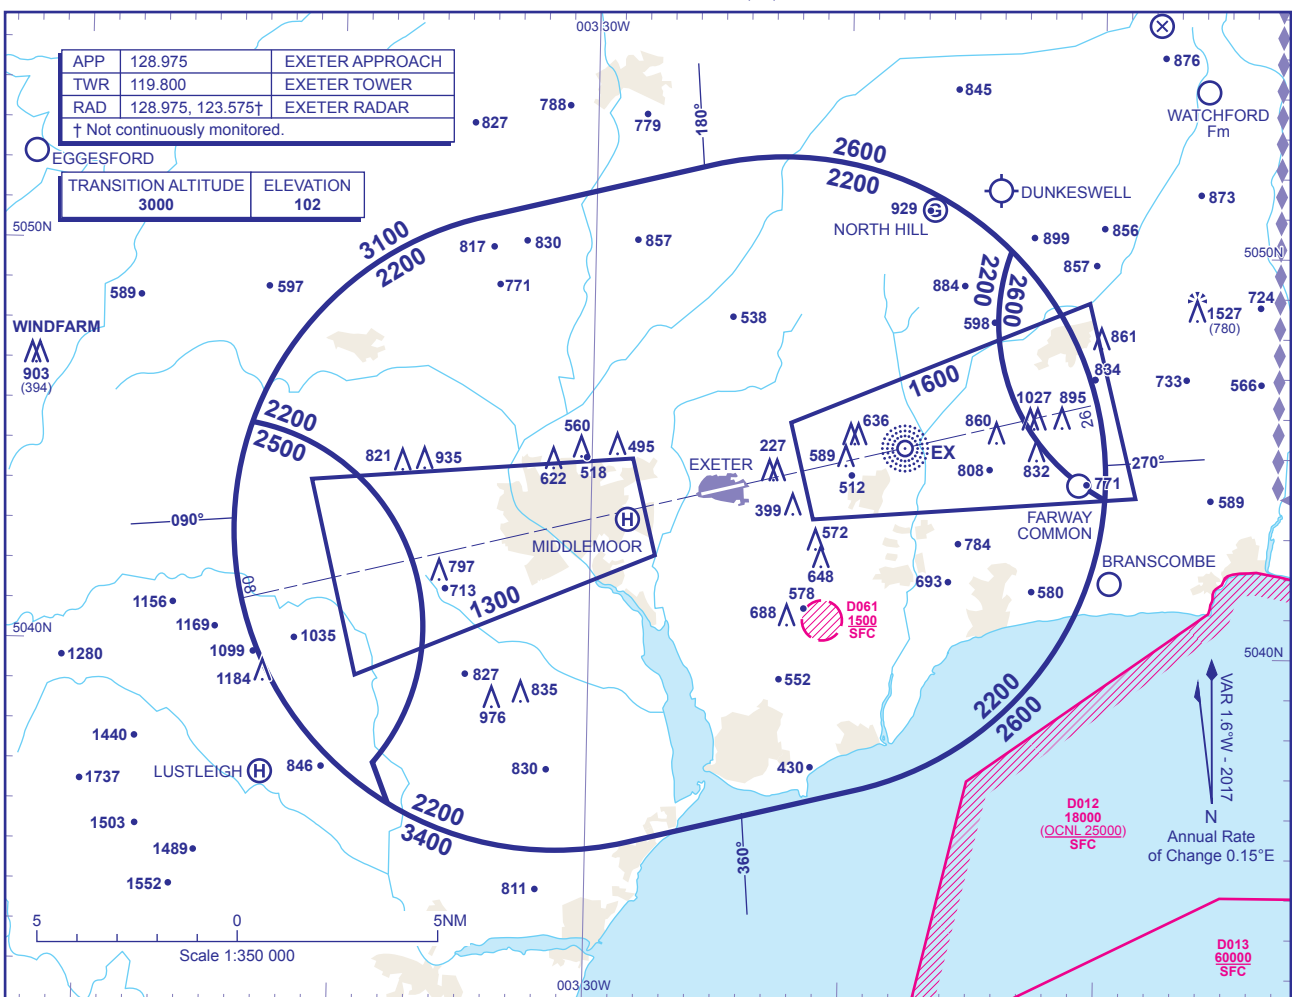 003 30W
APP 128.975 EXETER APPROACH
TWR 119.800 EXETER TOWER
RAD 128.975, 123.575† EXETER RADAR
† Not continuously monitored.
EGGESFORD
TRANSITION ALTITUDE ELEVATION
3000 102
788
827
779
180°
845
876
WATCHFORD
Fm
2600
2200
DUNKESWELL
873
929
G
NORTH HILL
5050N
3100
2200
817
830
857
899
856
857
5050N
589
597
771
884
2200
2600
724
1527
(780)
WINDFARM
903
(394)
538
598
861
834
733
566
1600
2200
2500
1027
895
26
560
495
636
860
821
935
622
518
EXETER
227
589
EX
808
832
270°
771
512
399
589
090°
H
MIDDLEMOOR
FARWAY
COMMON
572
648
784
BRANSCOMBE
797
713
80
1300
693
580
578
688
D061
1500
SFC
1156
1169
5040N
1035
1280
1099
1184
5040N
827
976
835
552
2200
2600
VAR 1.6°W - 2017
1440
1737
LUSTLEIGH
H
846
830
430
N
Annual Rate
of Change 0.15°E
D012
18000
(OCNL 25000)
SFC
1503
2200
3400
1489
360°
1552
811
5 0 5NM
Scale 1:350 000
D013
60000
SFC
003 30W